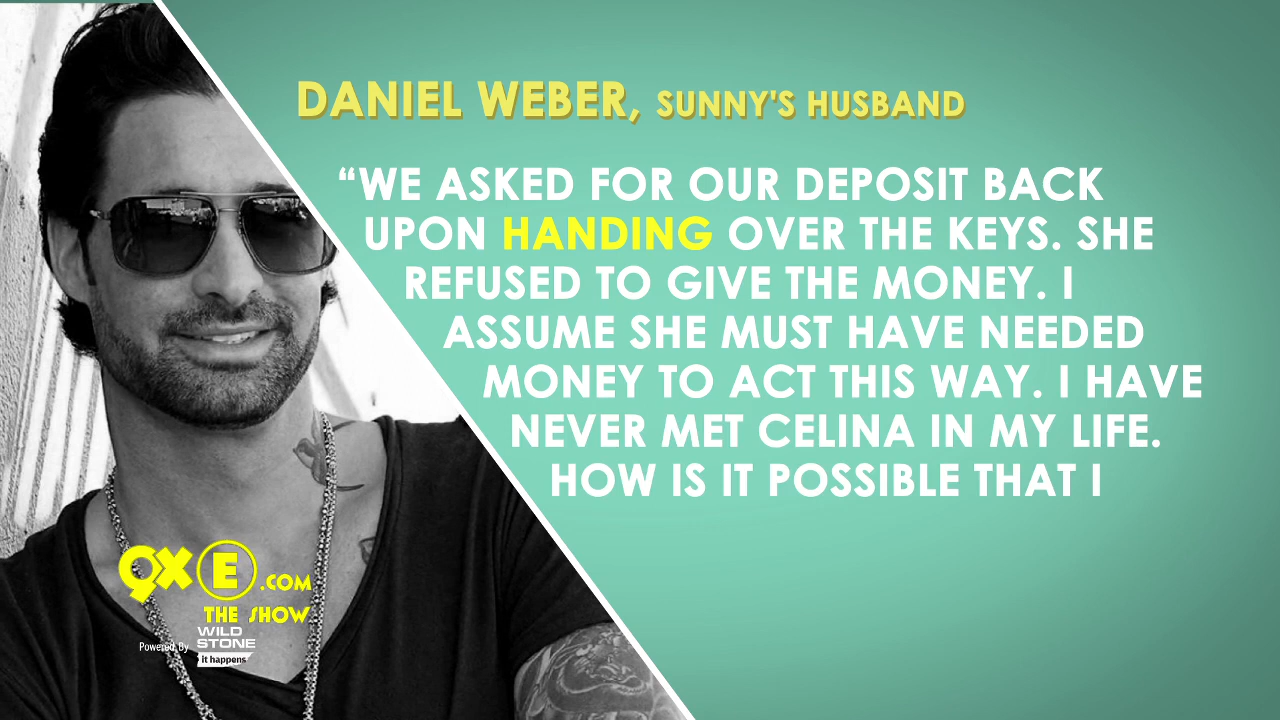 DANIEL WEBER, SUNNY'S HUSBAND
“WE ASKED FOR OUR DEPOSIT BACK
UPON HANDING OVER THE KEYS. SHE
REFUSED TO GIVE THE MONEY. I
ASSUME SHE MUST HAVE NEEDED
MONEY TO ACT THIS WAY. I HAVE
NEVER MET CELINA IN MY LIFE.
HOW IS IT POSSIBLE THAT I
9X E .COM
THE SHOW
Powered By WILD STONE
it happens